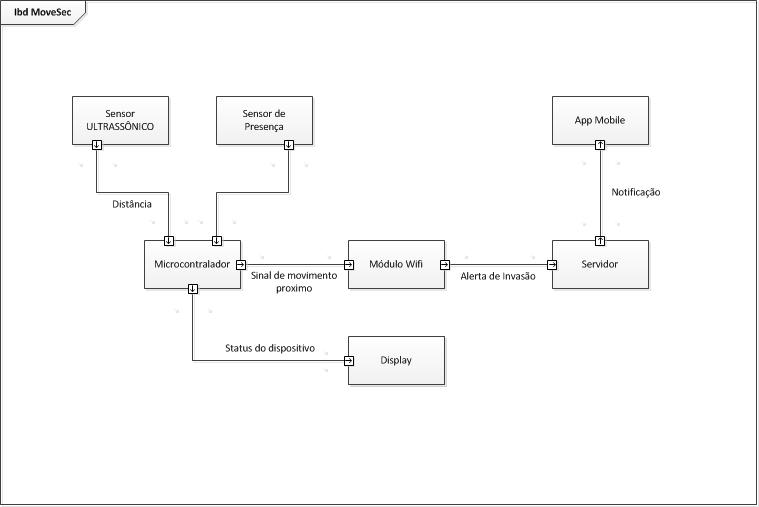 Ibd MoveSec
Sensor
ULTRASSÔNICO
Sensor de
Presença
App Mobile
Distância
Notificação
Microcontralador
Sinal de movimento
proximo
Módulo Wifi
Alerta de Invasão
Servidor
Status do dispositivo
Display